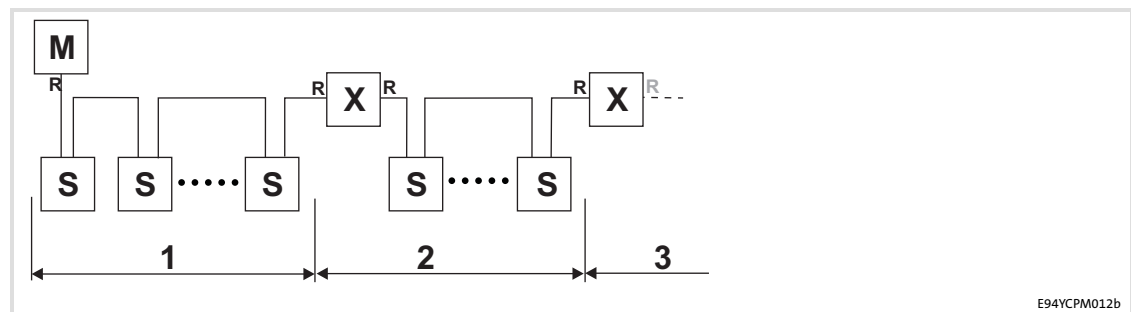 M
R
R X R
R X R
S S ..... S
S ..... S
1 2 3
E94YCPM012b